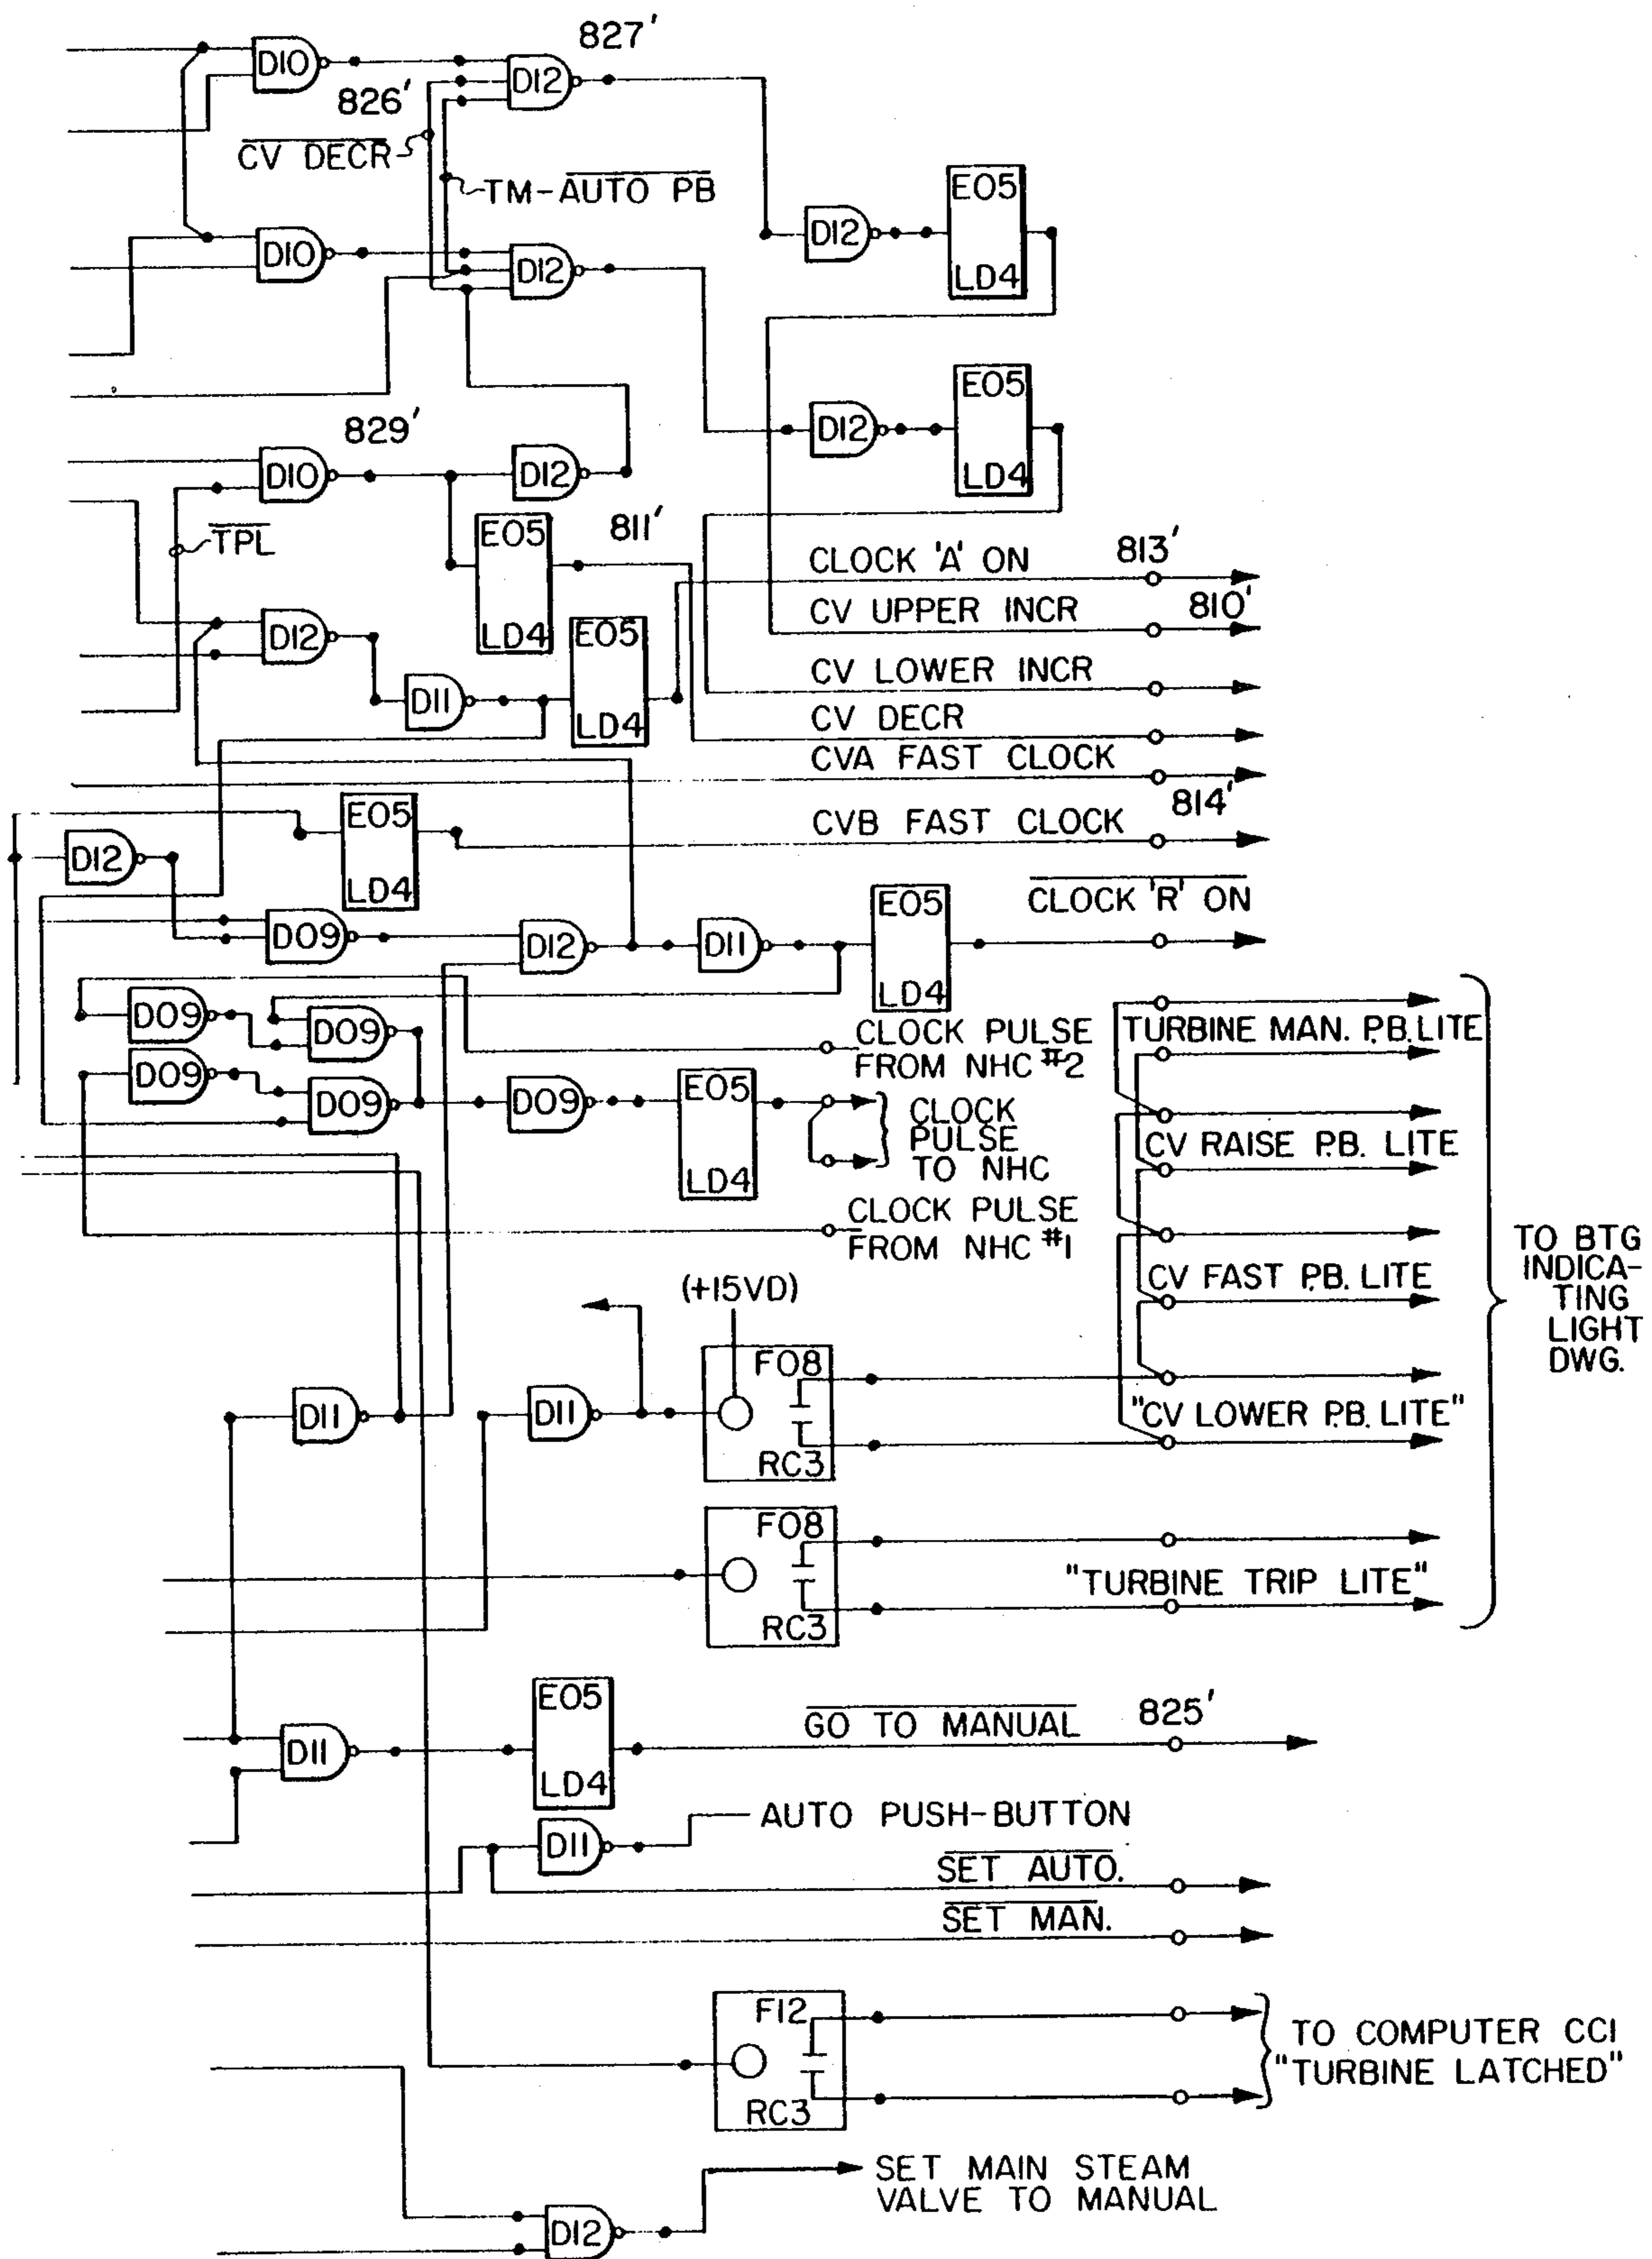 827'
D10
D12
826'
CV DECR
TM-AUTO PB
E05
LD4
D12
D10
D12
E05
LD4
D12
829'
D10
D12
TPL
E05
LD4
811'
CLOCK 'A' ON
813'
CV UPPER INCR
810'
D12
E05
LD4
D11
CV LOWER INCR
CV DECR
CVA FAST CLOCK
814'
E05
LD4
CVB FAST CLOCK
D12
CLOCK 'R' ON
E05
LD4
D09
D12
D11
D09
D09
CLOCK PULSE
FROM NHC #2
TURBINE MAN. P.B. LITE
D09
D09
D09
E05
LD4
CLOCK
PULSE
TO NHC
CV RAISE P.B. LITE
CLOCK PULSE
FROM NHC #1
TO BTG
INDICA-
TING
LIGHT
DWG.
(+15VD)
CV FAST P.B. LITE
F08
RC3
D11
D11
"CV LOWER P.B. LITE"
F08
RC3
"TURBINE TRIP LITE"
E05
LD4
GO TO MANUAL
825'
D11
AUTO PUSH-BUTTON
D11
SET AUTO.
SET MAN.
F12
RC3
TO COMPUTER CCI
"TURBINE LATCHED"
SET MAIN STEAM
VALVE TO MANUAL
D12